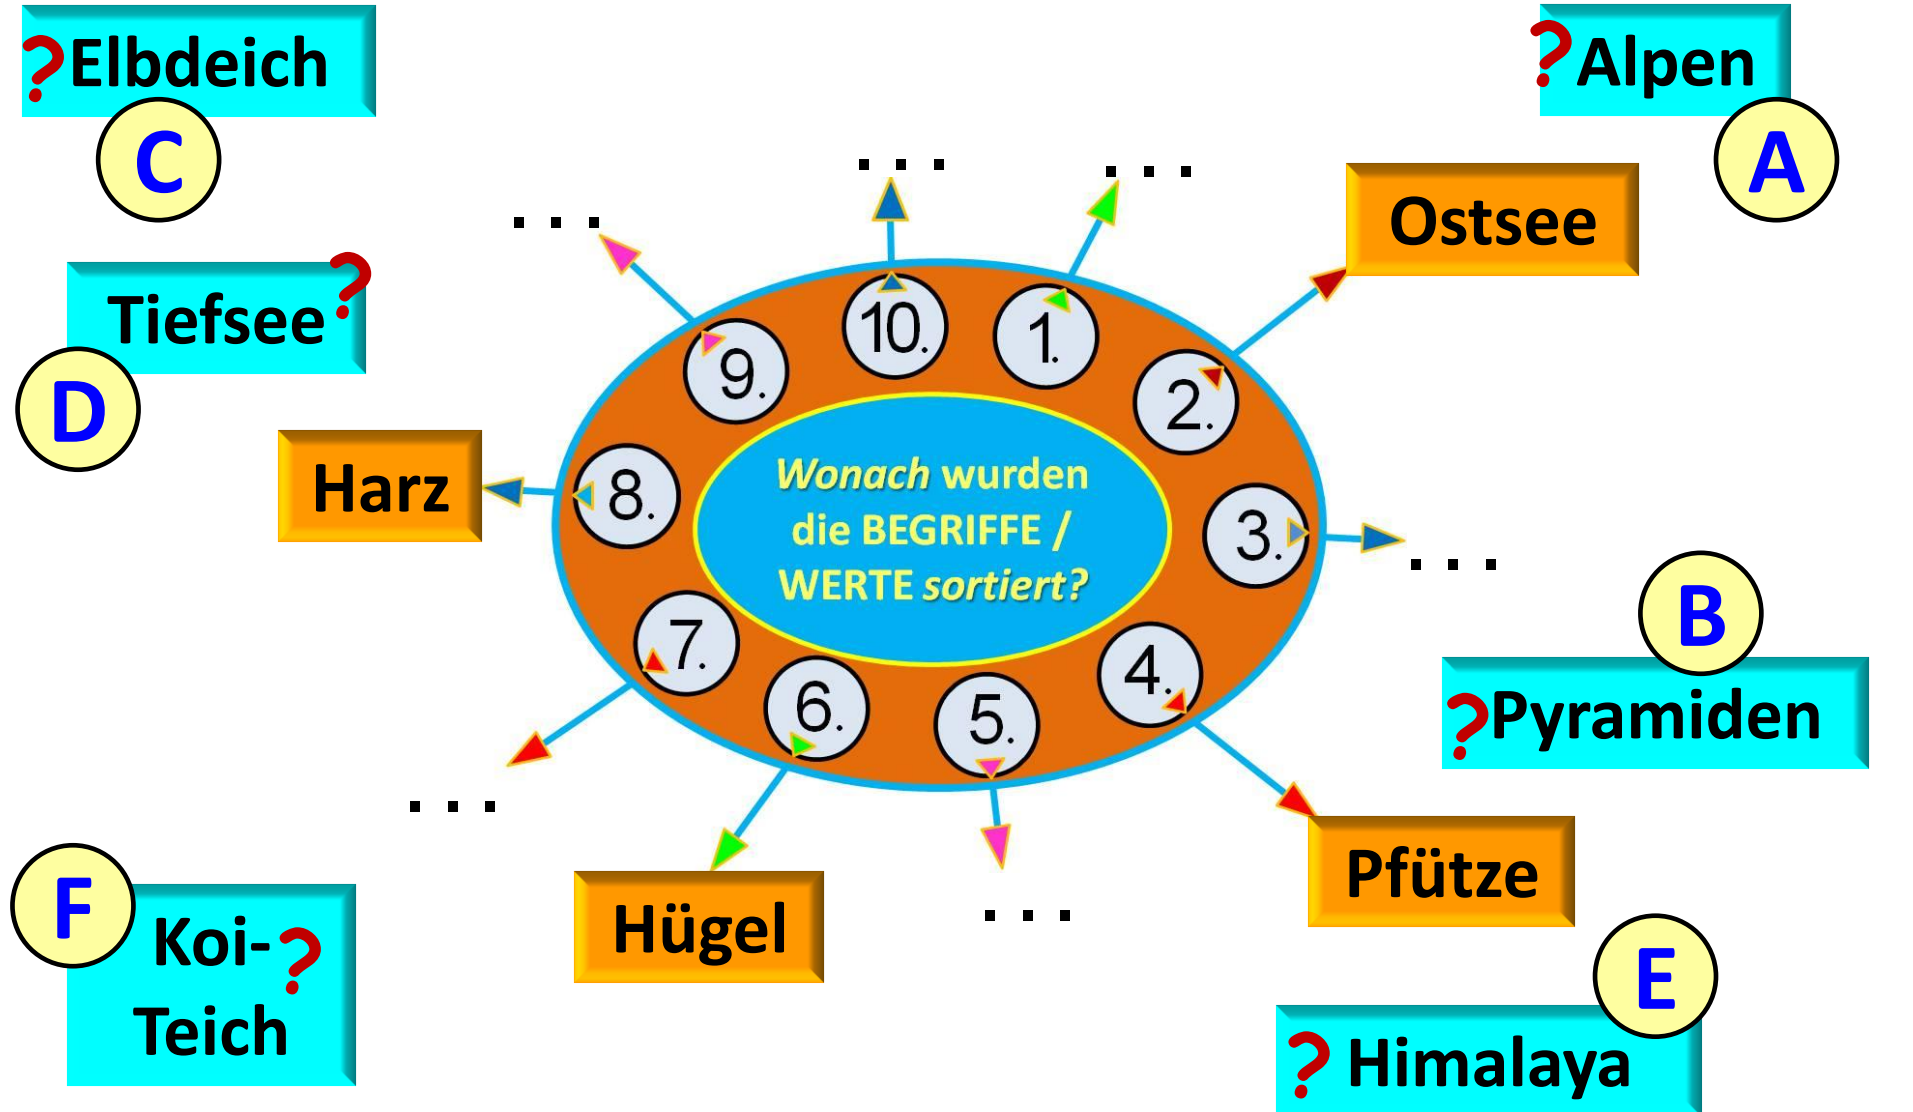 ? Elbdeich
C
? Alpen
A
. . .
. . .
. . .
Ostsee
Tiefsee ?
D
10.
1.
9.
2.
Harz
8.
Wonach wurden
die BEGRIFFE /
WERTE sortiert?
3.
. . .
B
? Pyramiden
7.
6.
5.
4.
. . .
Hügel
. . .
Pfütze
F
Koi- ?
Teich
E
? Himalaya